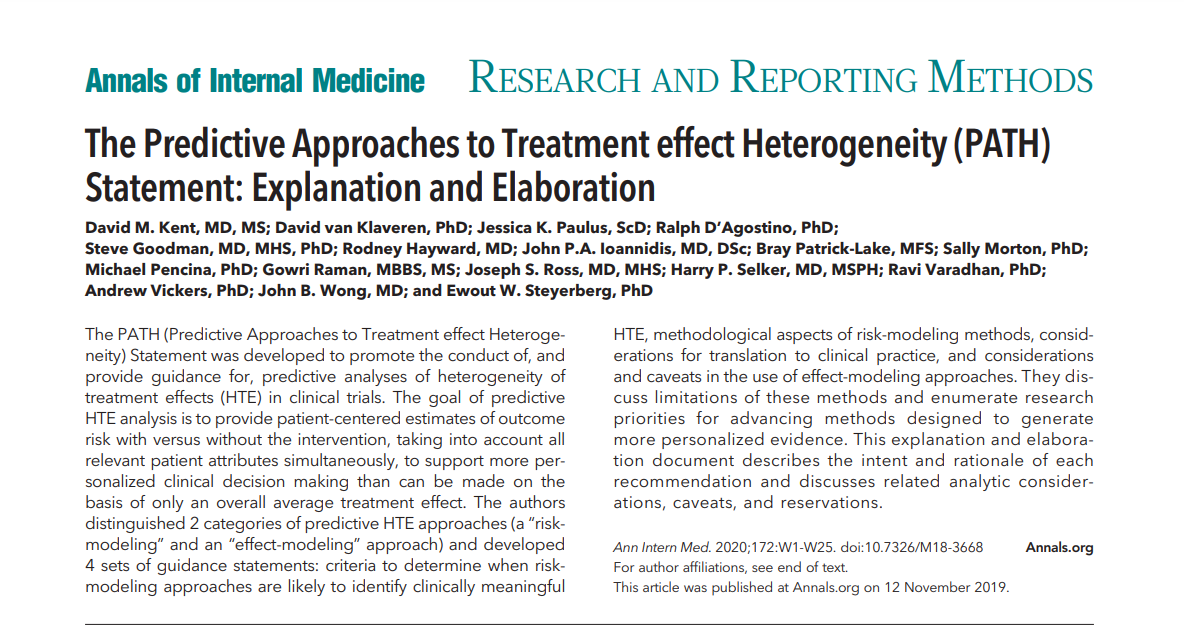 Annals of Internal Medicine RESEARCH AND REPORTING METHODS
The Predictive Approaches to Treatment effect Heterogeneity (PATH)
Statement: Explanation and Elaboration
David M. Kent, MD, MS; David van Klaveren, PhD; Jessica K. Paulus, ScD; Ralph D’Agostino, PhD;
Steve Goodman, MD, MHS, PhD; Rodney Hayward, MD; John P.A. Ioannidis, MD, DSc; Bray Patrick-Lake, MFS; Sally Morton, PhD;
Michael Pencina, PhD; Gowri Raman, MBBS, MS; Joseph S. Ross, MD, MHS; Harry P. Selker, MD, MSPH; Ravi Varadhan, PhD;
Andrew Vickers, PhD; John B. Wong, MD; and Ewout W. Steyerberg, PhD
The PATH (Predictive Approaches to Treatment effect Heteroge-
neity) Statement was developed to promote the conduct of, and
provide guidance for, predictive analyses of heterogeneity of
treatment effects (HTE) in clinical trials. The goal of predictive
HTE analysis is to provide patient-centered estimates of outcome
risk with versus without the intervention, taking into account all
relevant patient attributes simultaneously, to support more per-
sonalized clinical decision making than can be made on the
basis of only an overall average treatment effect. The authors
distinguished 2 categories of predictive HTE approaches (a “risk-
modeling” and an “effect-modeling” approach) and developed
4 sets of guidance statements: criteria to determine when risk-
modeling approaches are likely to identify clinically meaningful
HTE, methodological aspects of risk-modeling methods, consid-
erations for translation to clinical practice, and considerations
and caveats in the use of effect-modeling approaches. They dis-
cuss limitations of these methods and enumerate research
priorities for advancing methods designed to generate
more personalized evidence. This explanation and elabora-
tion document describes the intent and rationale of each
recommendation and discusses related analytic consider-
ations, caveats, and reservations.
Ann Intern Med. 2020;172:W1-W25. doi:10.7326/M18-3668 Annals.org
For author affiliations, see end of text.
This article was published at Annals.org on 12 November 2019.